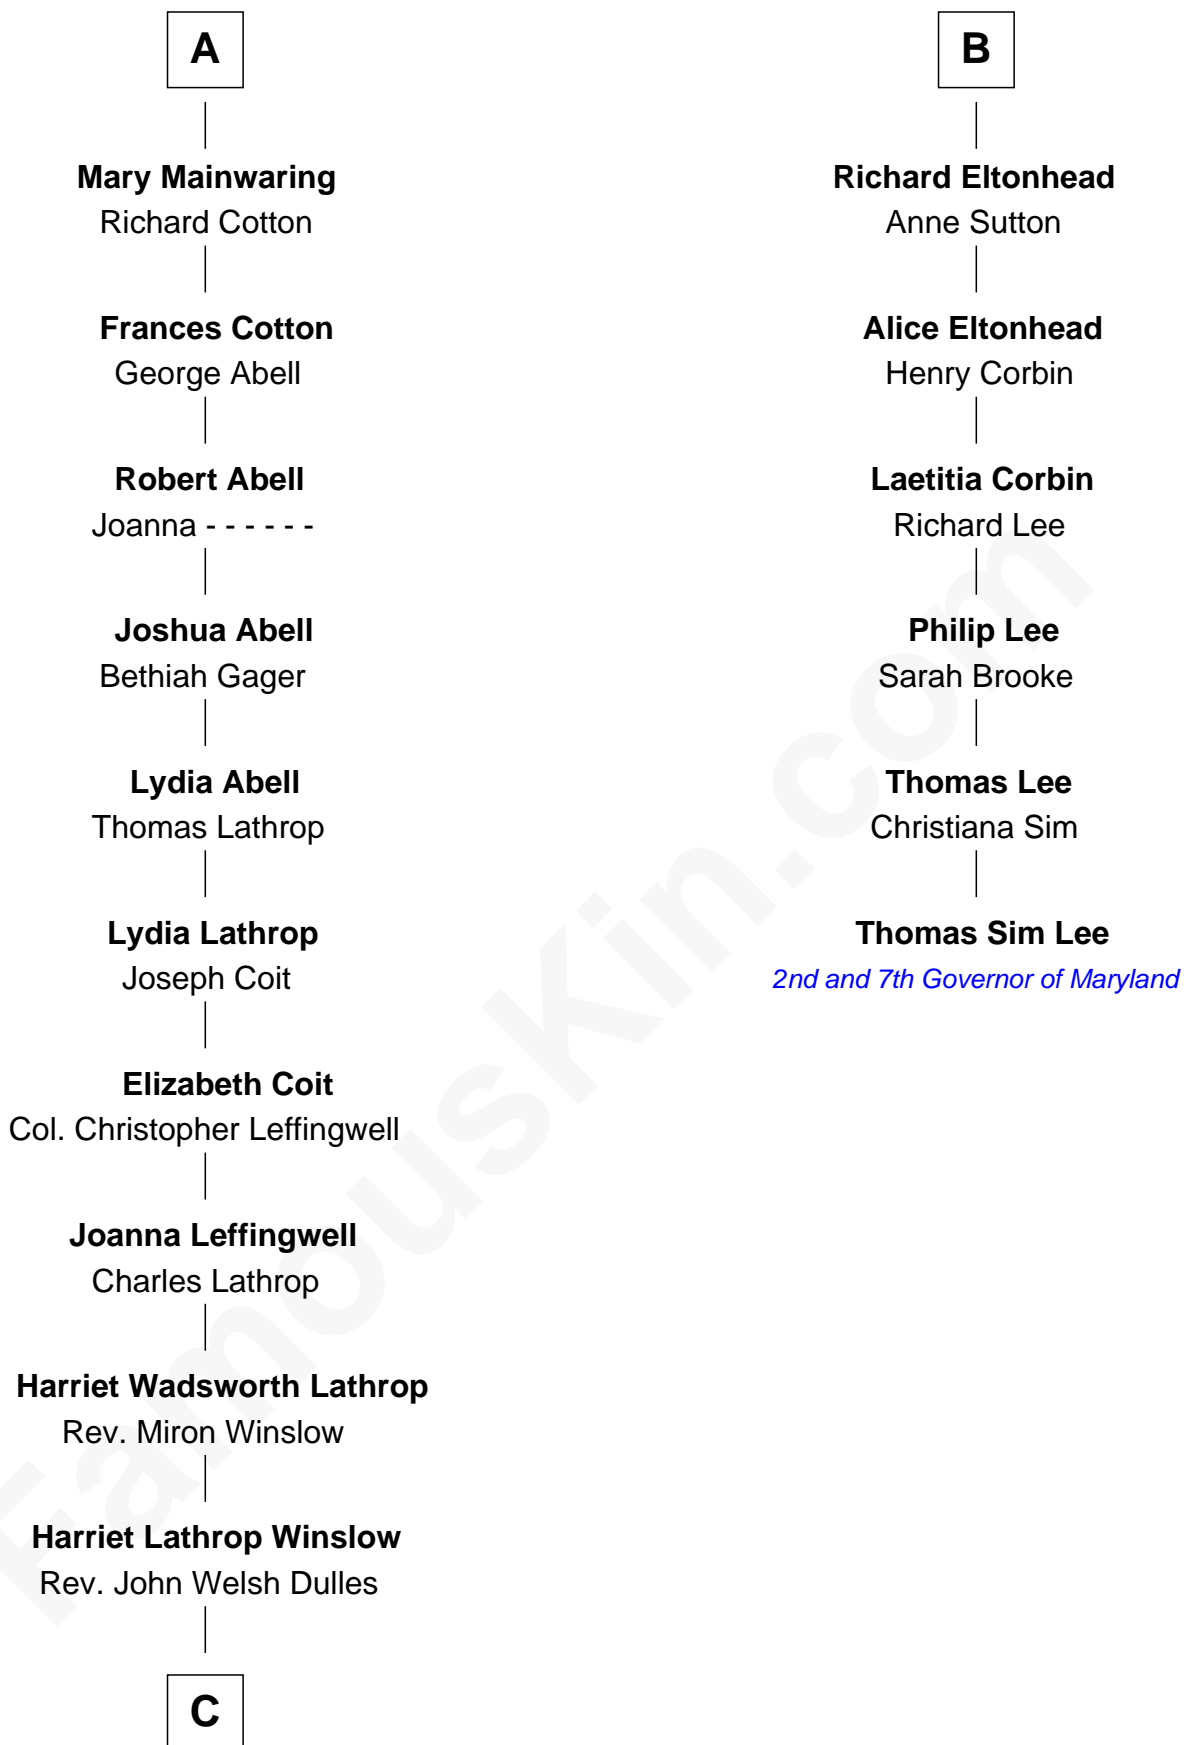 A
Mary Mainwaring
Richard Cotton
Frances Cotton
George Abell
Robert Abell
Joanna - - - - - -
Joshua Abell
Bethiah Gager
Lydia Abell
Thomas Lathrop
Lydia Lathrop
Joseph Coit
Elizabeth Coit
Col. Christopher Leffingwell
Joanna Leffingwell
Charles Lathrop
Harriet Wadsworth Lathrop
Rev. Miron Winslow
Harriet Lathrop Winslow
Rev. John Welsh Dulles
C
B
Richard Eltonhead
Anne Sutton
Alice Eltonhead
Henry Corbin
Laetitia Corbin
Richard Lee
Philip Lee
Sarah Brooke
Thomas Lee
Christiana Sim
Thomas Sim Lee
2nd and 7th Governor of Maryland
FamousKin.com